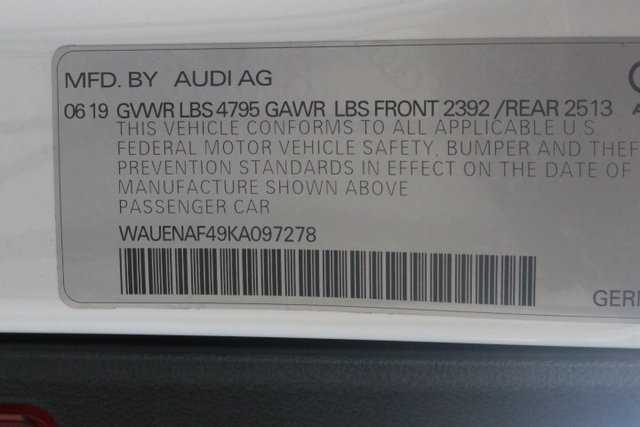 MFD. BY AUDI AG
06 19 GVWR LBS 4795 GAWR LBS FRONT 2392 /REAR 2513
THIS VEHICLE CONFORMS TO ALL APPLICABLE U S
FEDERAL MOTOR VEHICLE SAFETY, BUMPER AND THEF
PREVENTION STANDARDS IN EFFECT ON THE DATE OF
MANUFACTURE SHOWN ABOVE
PASSENGER CAR
WAUENAF49KA097278
GER